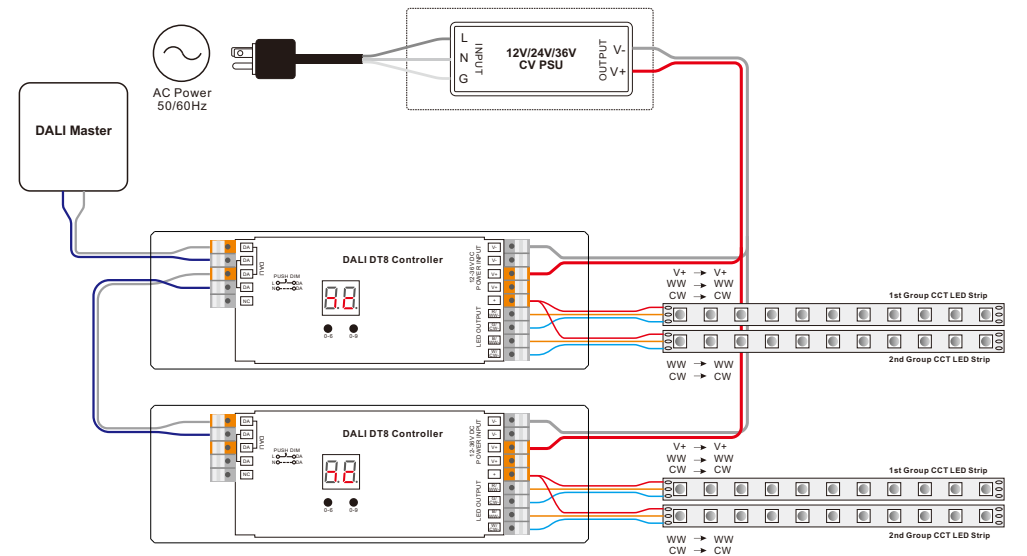 AC Power
50/60Hz
L
N
G
INPUT
12V/24V/36V
CV PSU
OUTPUT
V-
V+
DALI Master
DA
DA
DA
DA
NC
DALI
PUSH DIM
L DA
N DA
DALI DT8 Controller
0-6
0-9
12-36VDC
POWER INPUT
LED OUTPUT
V-
V-
V+
V+
+
V+ → V+
WW → WW
CW → CW
1st Group CCT LED Strip
2nd Group CCT LED Strip
WW → WW
CW → CW
DA
DA
DA
DA
NC
DALI
PUSH DIM
L DA
N DA
DALI DT8 Controller
0-6
0-9
12-36VDC
POWER INPUT
LED OUTPUT
V-
V-
V+
V+
+
V+ → V+
WW → WW
CW → CW
1st Group CCT LED Strip
2nd Group CCT LED Strip
WW → WW
CW → CW